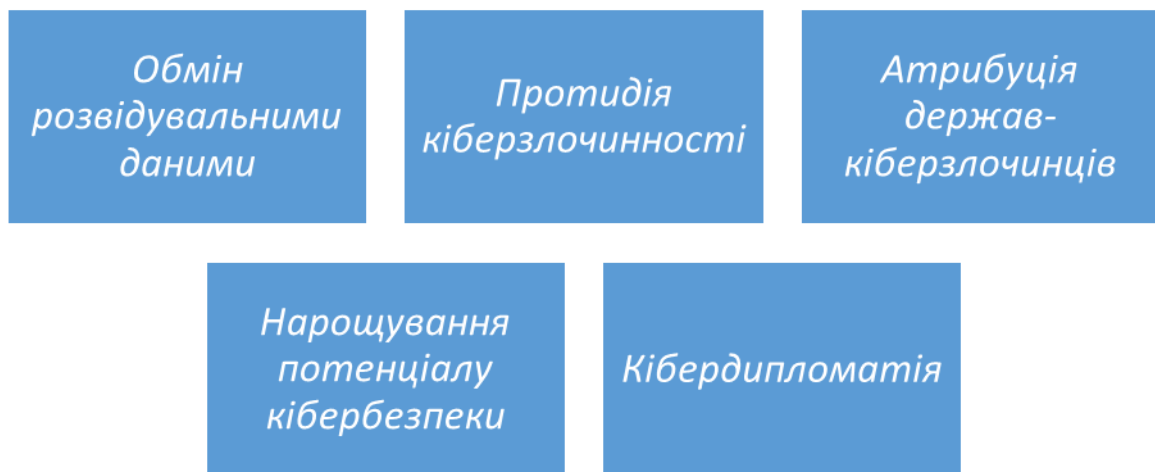 Обмін
розвідувальними
даними
Протидія
кіберзлочинності
Атрибуція
держав-
кіберзлочинців
Нарощування
потенціалу
кібербезпеки
Кібердипломатія